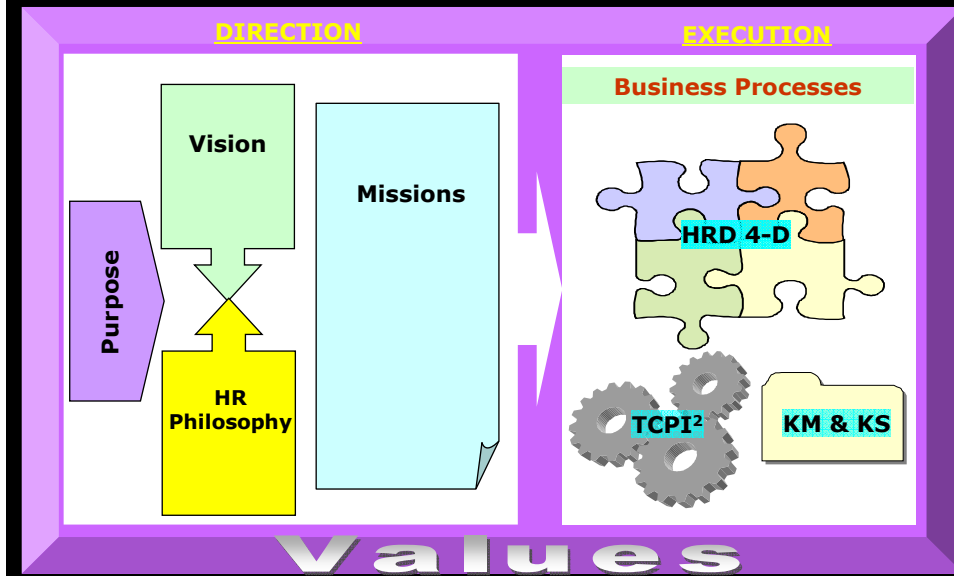 DIRECTION
EXECUTION
Business Processes
Vision
Missions
Purpose
HR
Philosophy
HRD 4-D
TCPI²
KM & KS
Values